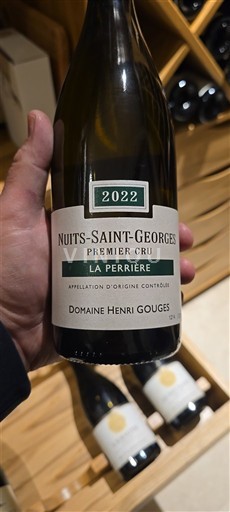 2022
NUITS-SAINT-GEORGES
PREMIER CRU
LA PERRIÈRE
APPELLATION D'ORIGINE CONTRÔLÉE
DOMAINE HENRI GOUGES